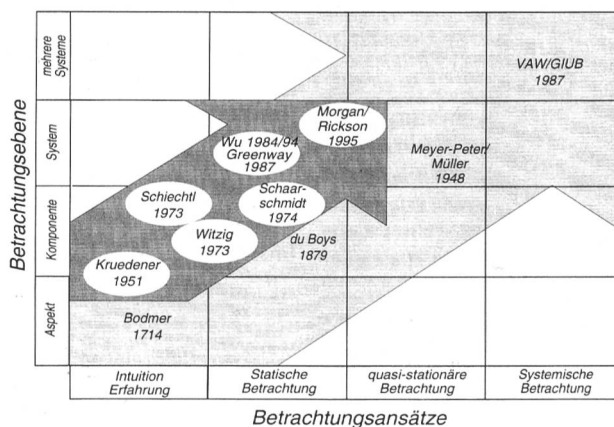 Betrachtungsebene
mehrere
Systeme
System
Komponente
Aspekt
VAW/GIUB
1987
Morgan/
Rickson
1995
Wu 1984/94
Greenway
1987
Meyer-Peter/
Müller
1948
Schiechtl
1973
Schaar-
schmidt
1974
Witzig
1973
du Boys
1879
Kruedener
1951
Bodmer
1714
Intuition
Erfahrung
Statische
Betrachtung
quasi-stationäre
Betrachtung
Systemische
Betrachtung
Betrachtungsansätze